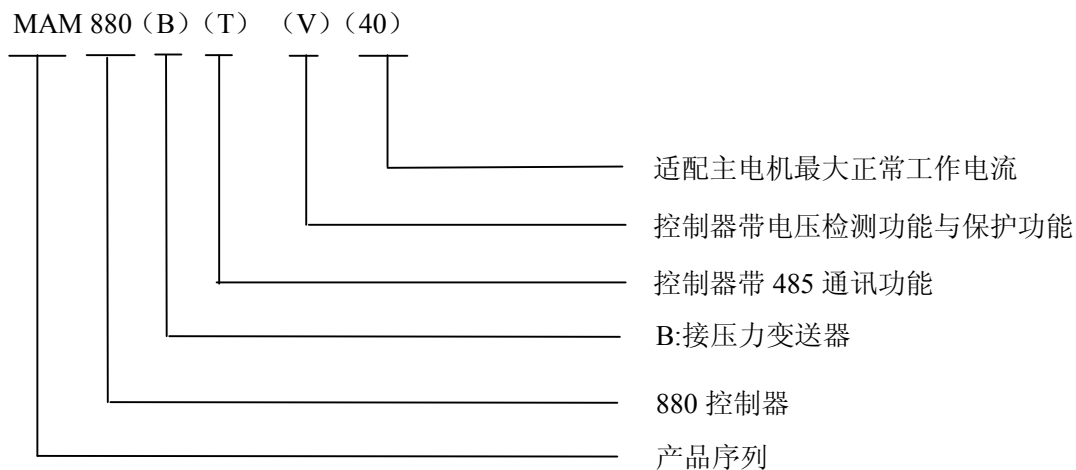 MAM 880（B）（T） （V）（40）
适配主电机最大正常工作电流
控制器带电压检测功能与保护功能
控制器带 485 通讯功能
B:接压力变送器
880 控制器
产品序列